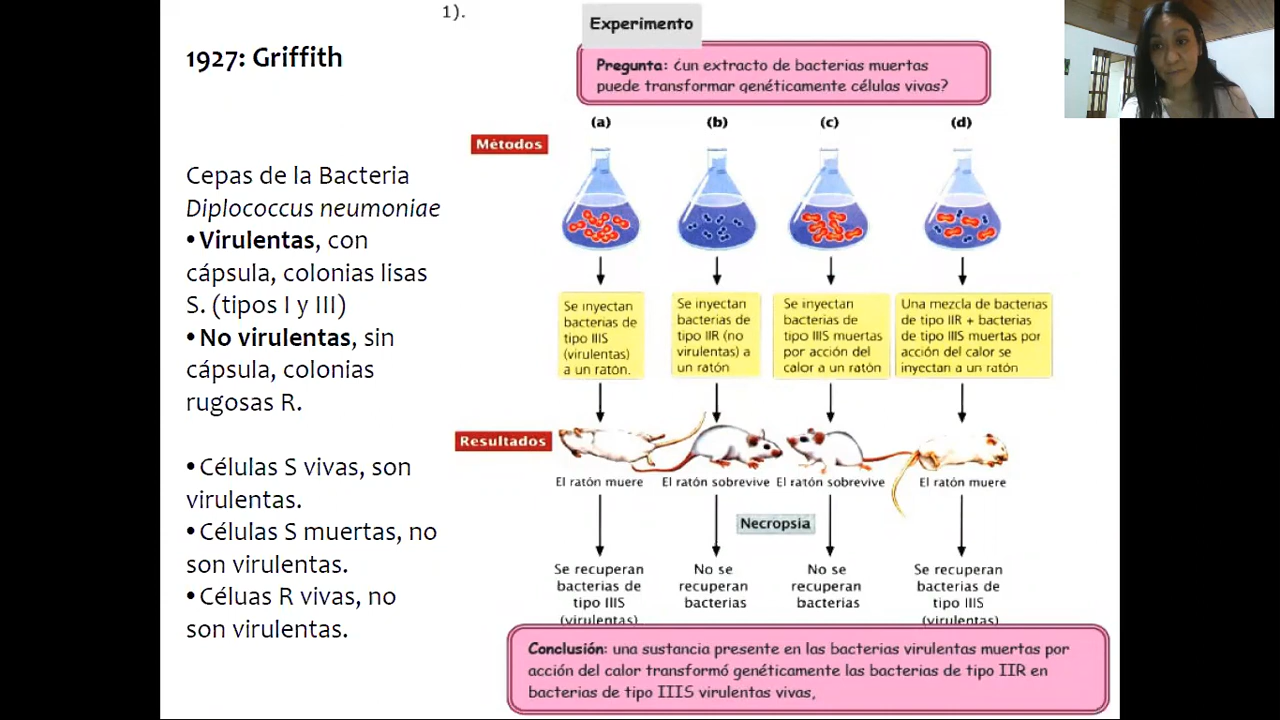 1).
1927: Griffith
Cepas de la Bacteria
Diplococcus neumoniae
• Virulentas, con
cápsula, colonias lisas
S. (tipos I y III)
• No virulentas, sin
cápsula, colonias
rugosas R.
• Células S vivas, son
virulentas.
• Células S muertas, no
son virulentas.
• Céluas R vivas, no
son virulentas.
Experimento
Pregunta: ¿un extracto de bacterias muertas
puede transformar genéticamente células vivas?
Métodos
(a)
(b)
(c)
(d)
Se inyectan
bacterias de
tipo IIIS
(virulentas)
a un ratón.
Se inyectan
bacterias de
tipo IIR (no
virulentas) a
un ratón
Se inyectan
bacterias de
tipo IIIS muertas
por acción del
calor a un ratón
Una mezcla de bacterias
de tipo IIR + bacterias
de tipo IIIS muertas por
acción del calor se
inyectan a un ratón
Resultados
El ratón muere
El ratón sobrevive
El ratón sobrevive
El ratón muere
Necropsia
Se recuperan
bacterias de
tipo IIIS
(virulentas)
No se
recuperan
bacterias
No se
recuperan
bacterias
Se recuperan
bacterias de
tipo IIIS
(virulentas)
Conclusión: una sustancia presente en las bacterias virulentas muertas por
acción del calor transformó genéticamente las bacterias de tipo IIR en
bacterias de tipo IIIS virulentas vivas,